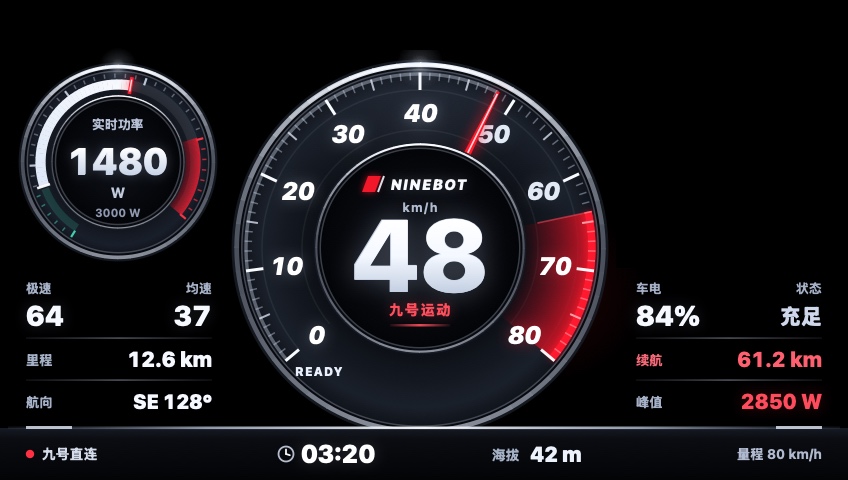 实时功率
1480
W
3000 W
极速 均速
64 37
里程 12.6 km
航向 SE 128°
0
10
20
30
40
50
60
70
80
NINEBOT
km/h
48
九号运动
READY
车电 状态
84% 充足
续航 61.2 km
峰值 2850 W
九号直连 03:20 海拔 42 m 量程 80 km/h